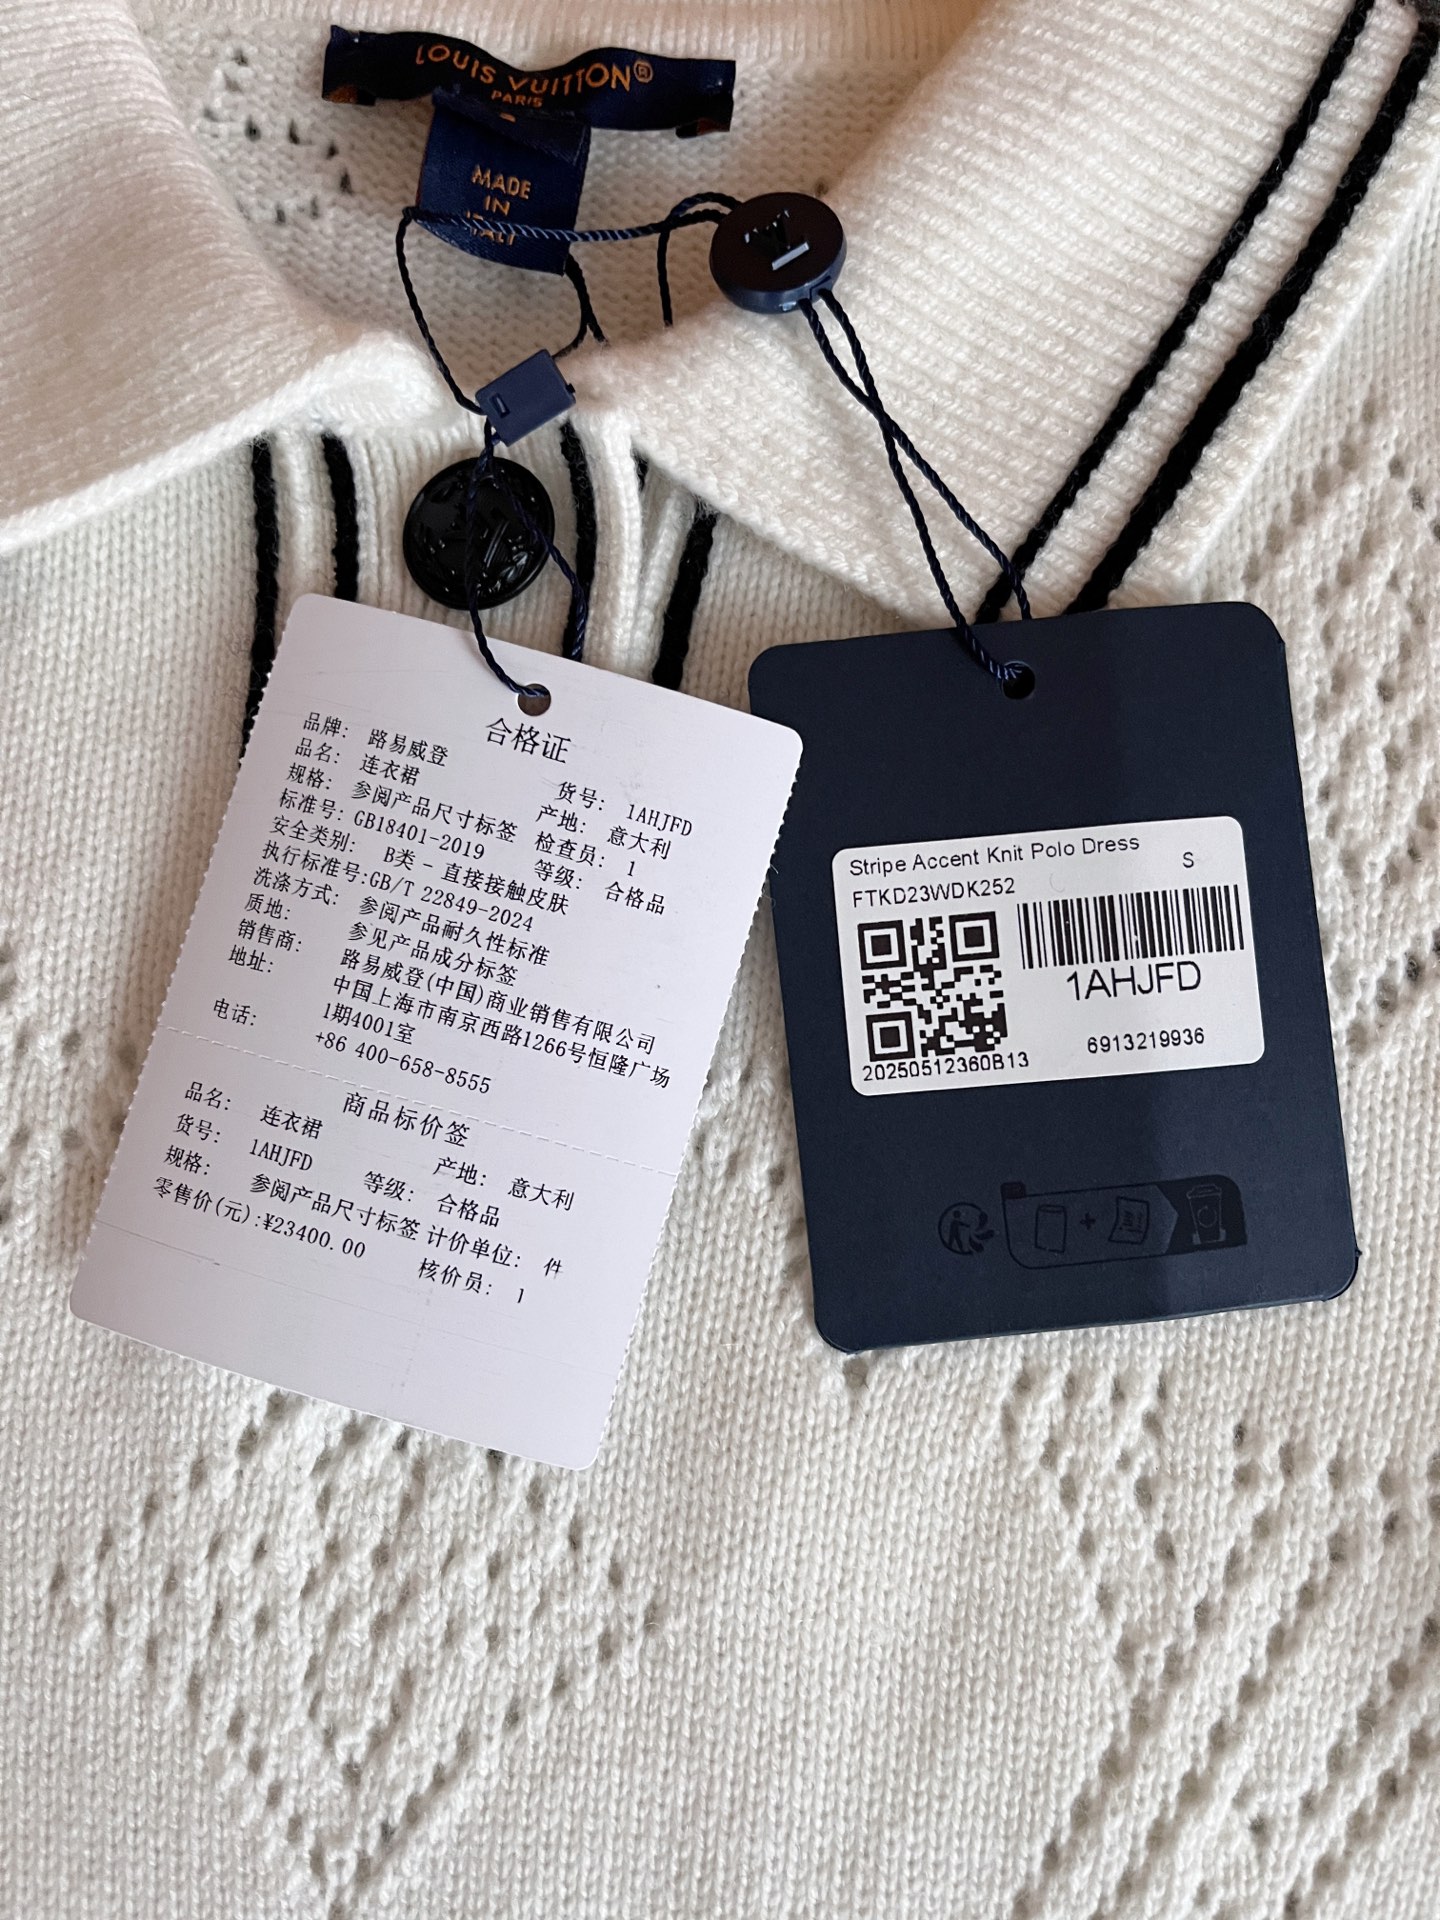 LOUIS VUITTON®
PARIS
MADE
IN
ITALY
合格证
品牌: 路易威登
货号: 1AHJFD
品名: 连衣裙
产地: 意大利
规格: 参阅产品尺寸标签
检查员: 1
标准号: GB18401-2019
等级: 合格品
安全类别: B类 - 直接接触皮肤
执行标准号:GB/T 22849-2024
洗涤方式: 参阅产品耐久性标准
质地: 参见产品成分标签
销售商: 路易威登(中国)商业销售有限公司
地址: 中国上海市南京西路1266号恒隆广场
1期4001室
电话: +86 400-658-8555
商品标价签
品名: 连衣裙
产地: 意大利
货号: 1AHJFD
等级: 合格品
规格: 参阅产品尺寸标签
计价单位: 件
零售价(元):¥23400.00
核价员: 1
Stripe Accent Knit Polo Dress
S
FTKD23WDK252
1AHJFD
20250512360B13
6913219936